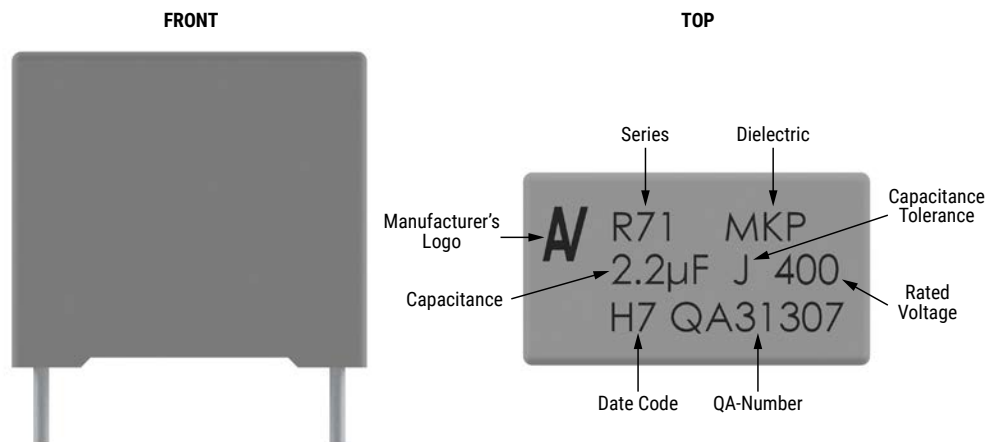 FRONT
TOP
Series
Dielectric
Capacitance
Tolerance
Manufacturer's
Logo
R71 MKP
2.2µF J 400
H7 QA31307
Capacitance
Rated
Voltage
Date Code
QA-Number